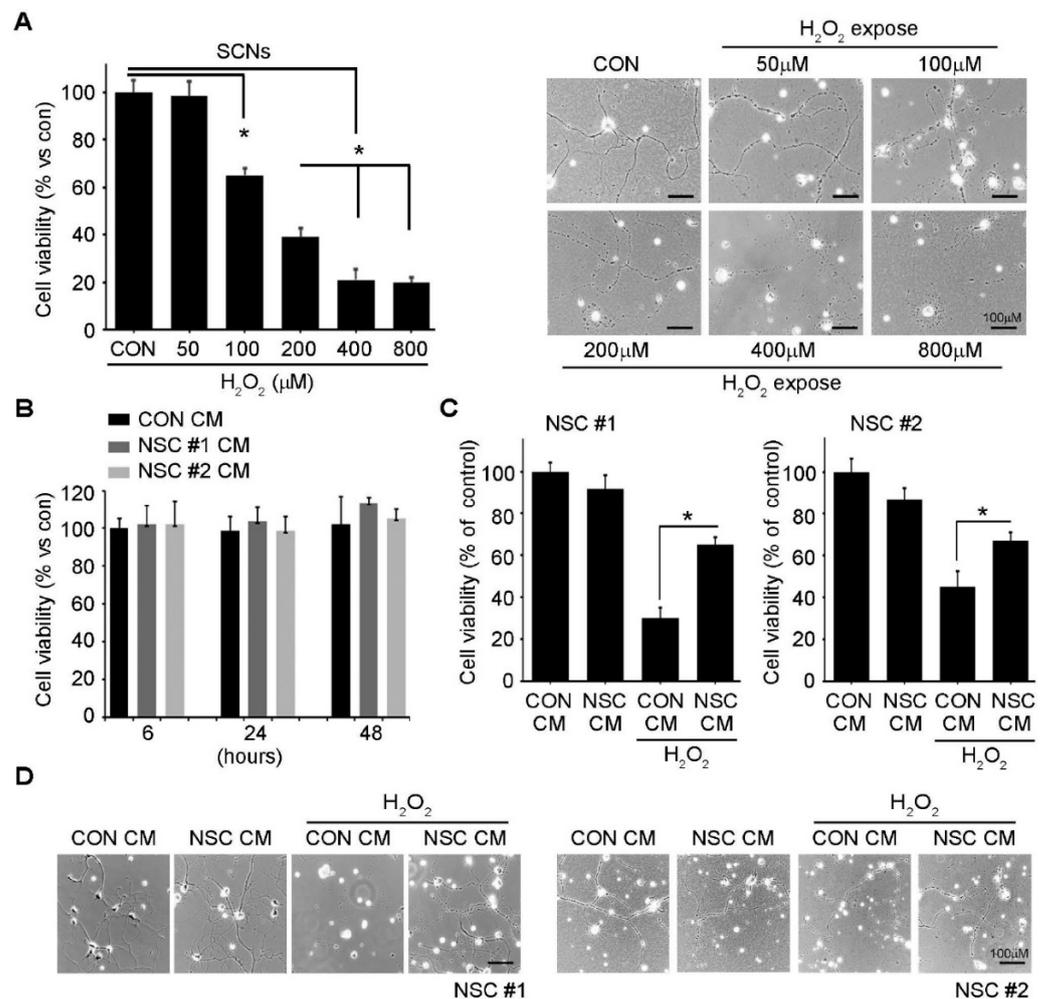 A
SCNs
Cell viability (% vs con)
100
80
60
40
20
0
*
*
CON 50 100 200 400 800
H₂O₂ (μM)
H₂O₂ expose
CON 50μM 100μM
100μM
200μM 400μM 800μM
H₂O₂ expose
B
CON CM
NSC #1 CM
NSC #2 CM
Cell viability (% vs con)
120
100
80
60
40
20
0
6 24 48
(hours)
C
NSC #1
Cell viability (% of control)
100
80
60
40
20
0
*
CON CM NSC CM CON CM NSC CM
H₂O₂
NSC #2
Cell viability (% of control)
100
80
60
40
20
0
*
CON CM NSC CM CON CM NSC CM
H₂O₂
D
H₂O₂
CON CM NSC CM CON CM NSC CM
NSC #1
H₂O₂
CON CM NSC CM CON CM NSC CM
100μM
NSC #2